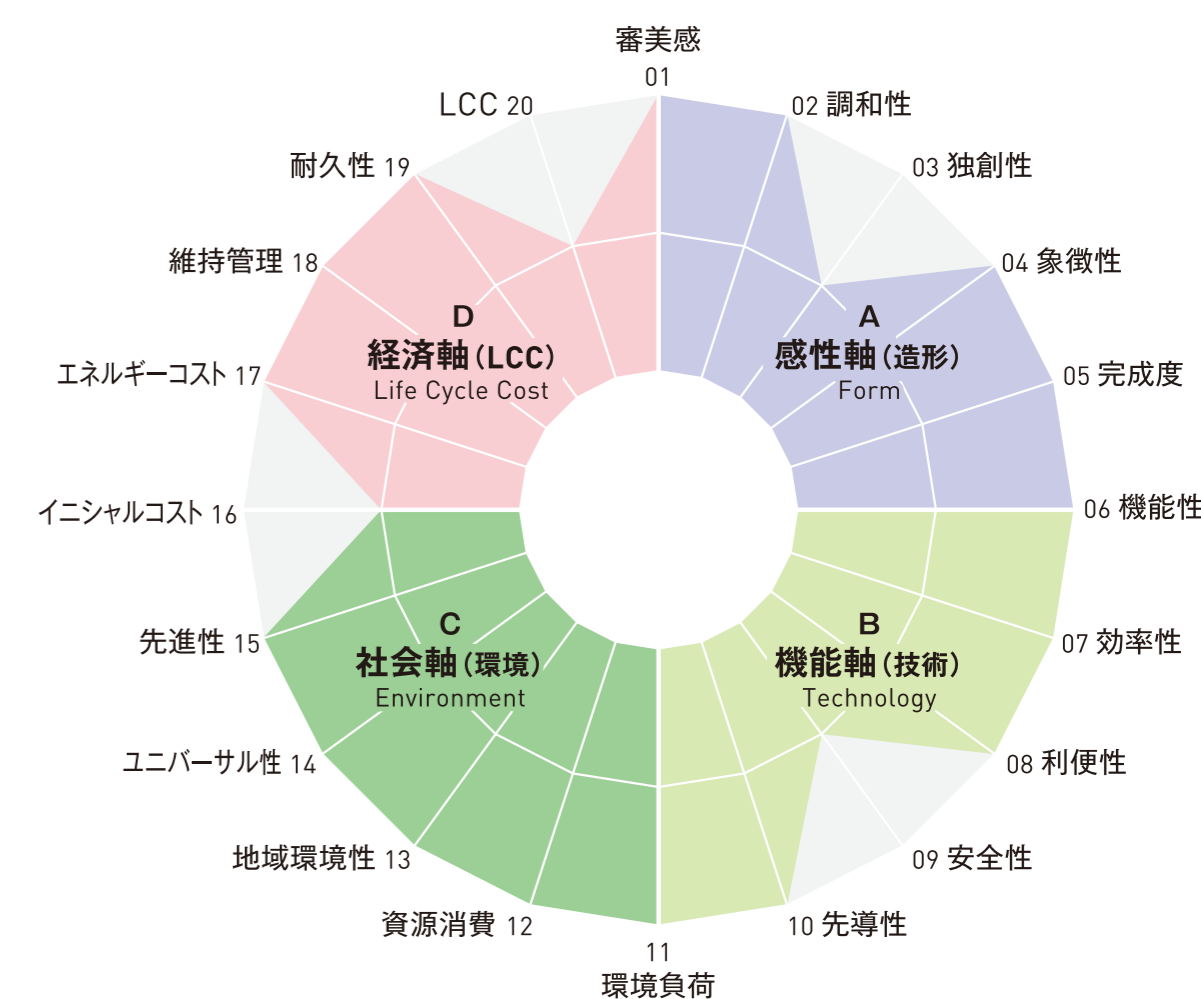 審美感
01
02 調和性
03 独創性
04 象徴性
05 完成度
06 機能性
07 効率性
08 利便性
09 安全性
10 先導性
11
環境負荷
資源消費 12
地域環境性 13
ユニバーサル性 14
先進性 15
イニシャルコスト 16
エネルギーコスト 17
維持管理 18
耐久性 19
LCC 20
A
感性軸（造形）
Form
B
機能軸（技術）
Technology
C
社会軸（環境）
Environment
D
経済軸（LCC）
Life Cycle Cost